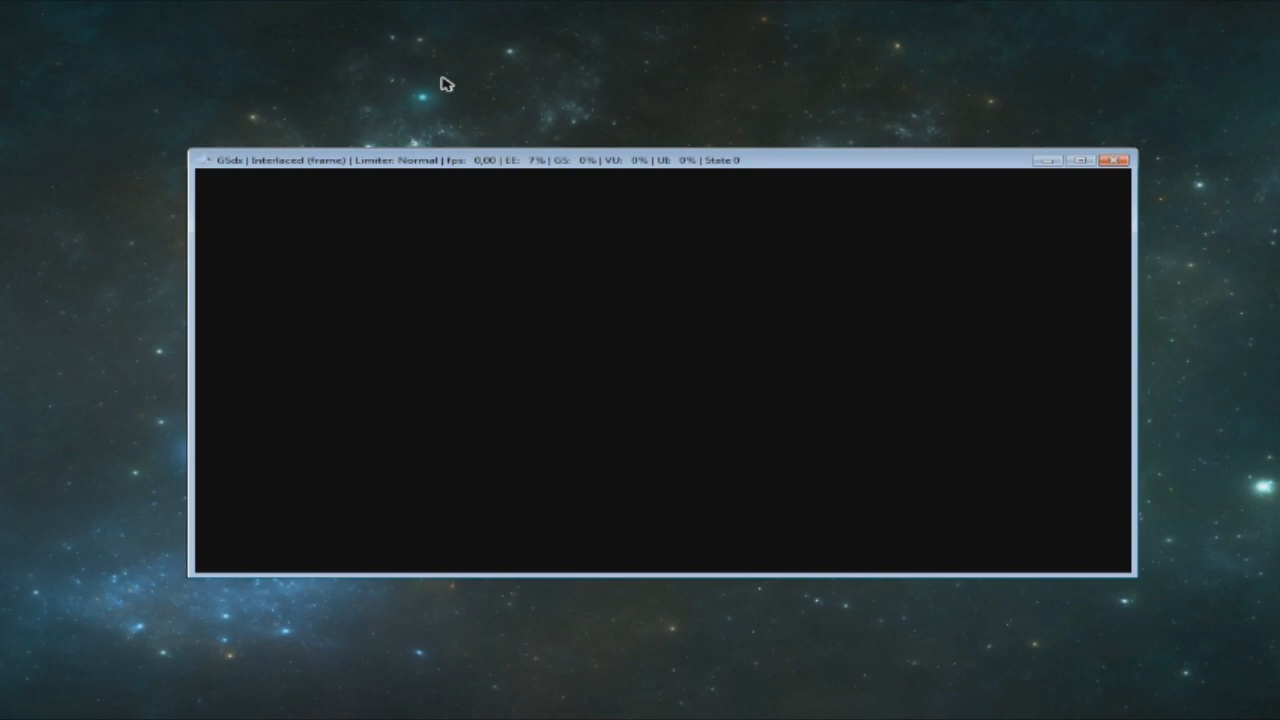 GSdx | Interlaced (frame) | Limiter: Normal | fps: 0,00 | EE: 7% | GS: 0% | VU: 0% | UI: 0% | State 0